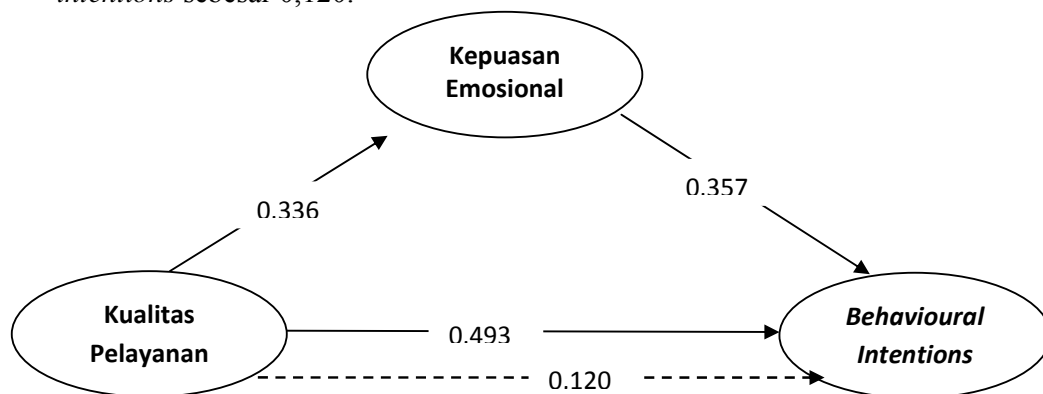 intentions sebesar 0,120.
Kepuasan
Emosional
0.336
0.357
Kualitas
Pelayanan
0.493
0.120
Behavioural
Intentions